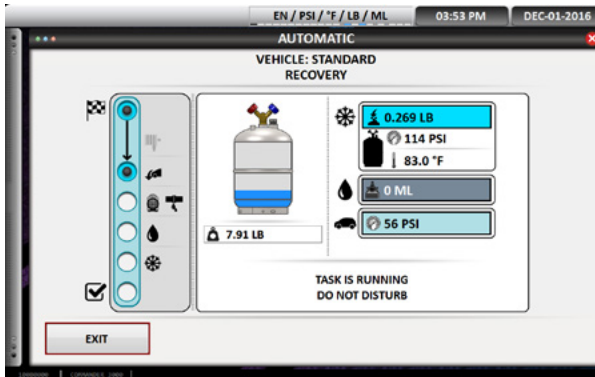 EN / PSI / °F / LB / ML 03:53 PM DEC-01-2016
AUTOMATIC
VEHICLE: STANDARD
RECOVERY
0.269 LB
114 PSI
83.0 °F
0 ML
7.91 LB
56 PSI
TASK IS RUNNING
DO NOT DISTURB
EXIT